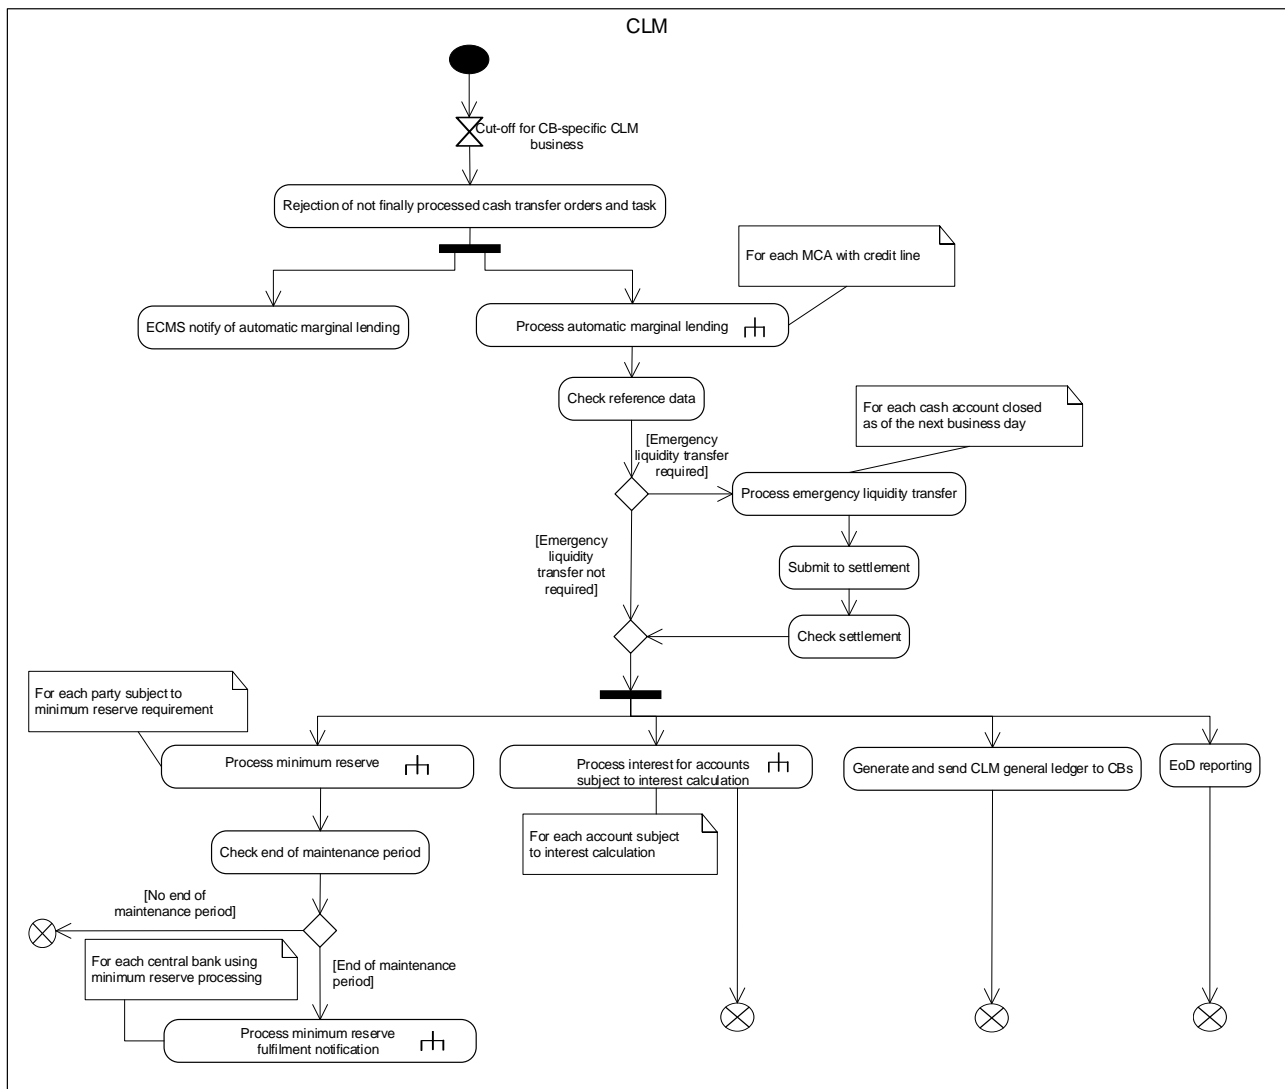 CLM
Cut-off for CB-specific CLM
business
Rejection of not finally processed cash transfer orders and task
For each MCA with credit line
ECMS notify of automatic marginal lending
Process automatic marginal lending
Check reference data
For each cash account closed
as of the next business day
[Emergency
liquidity transfer
required]
Process emergency liquidity transfer
[Emergency
liquidity
transfer not
required]
Submit to settlement
Check settlement
For each party subject to
minimum reserve requirement
Process minimum reserve
Process interest for accounts
subject to interest calculation
Generate and send CLM general ledger to CBs
EoD reporting
For each account subject
to interest calculation
Check end of maintenance period
[No end of
maintenance period]
For each central bank using
minimum reserve processing
[End of maintenance
period]
Process minimum reserve
fulfilment notification